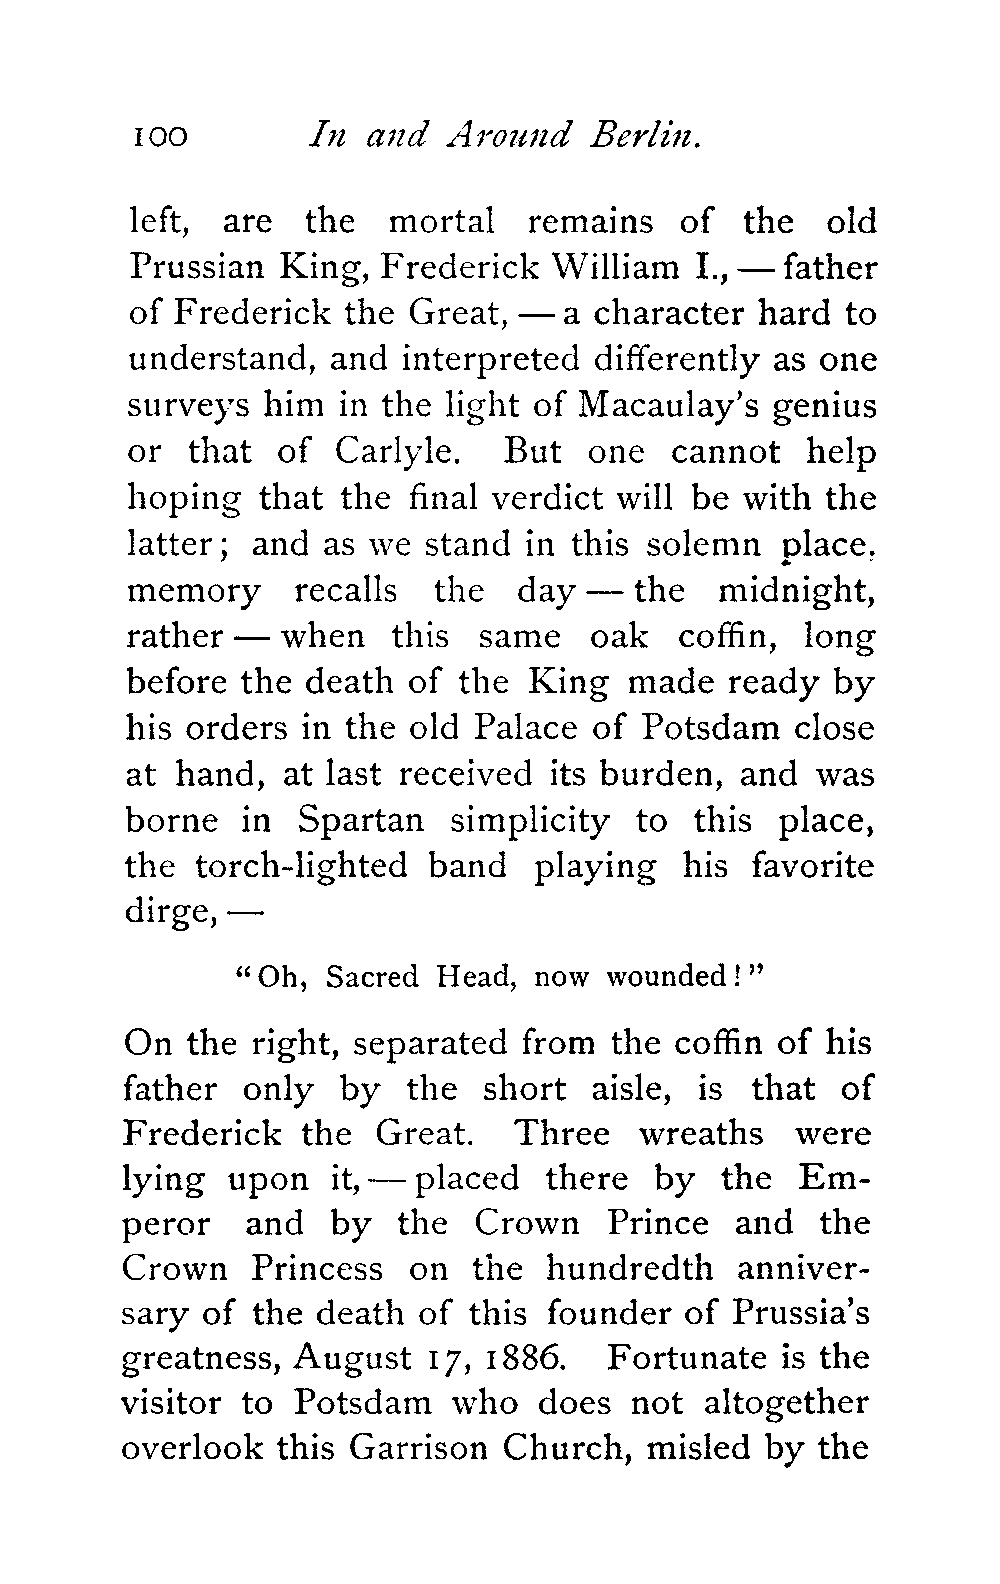 100 In and Around Berlin.
left, are the mortal remains of the old
Prussian King, Frederick William I., — father
of Frederick the Great, — a character hard to
understand, and interpreted differently as one
surveys him in the light of Macaulay's genius
or that of Carlyle. But one cannot help
hoping that the final verdict will be with the
latter; and as we stand in this solemn place,
memory recalls the day — the midnight,
rather — when this same oak coffin, long
before the death of the King made ready by
his orders in the old Palace of Potsdam close
at hand, at last received its burden, and was
borne in Spartan simplicity to this place,
the torch-lighted band playing his favorite
dirge, —
"Oh, Sacred Head, now wounded!"
On the right, separated from the coffin of his
father only by the short aisle, is that of
Frederick the Great. Three wreaths were
lying upon it, — placed there by the Em-
peror and by the Crown Prince and the
Crown Princess on the hundredth anniver-
sary of the death of this founder of Prussia's
greatness, August 17, 1886. Fortunate is the
visitor to Potsdam who does not altogether
overlook this Garrison Church, misled by the